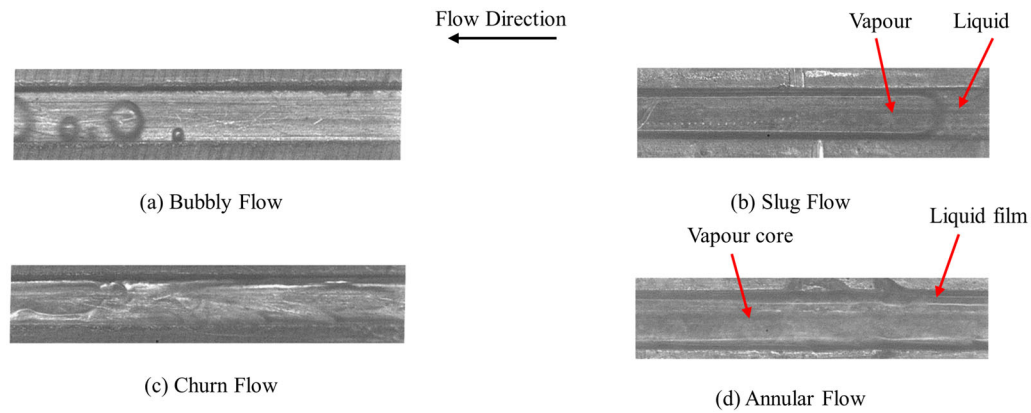 Flow Direction
Vapour
Liquid
(a) Bubbly Flow
(b) Slug Flow
Vapour core
Liquid film
(c) Churn Flow
(d) Annular Flow